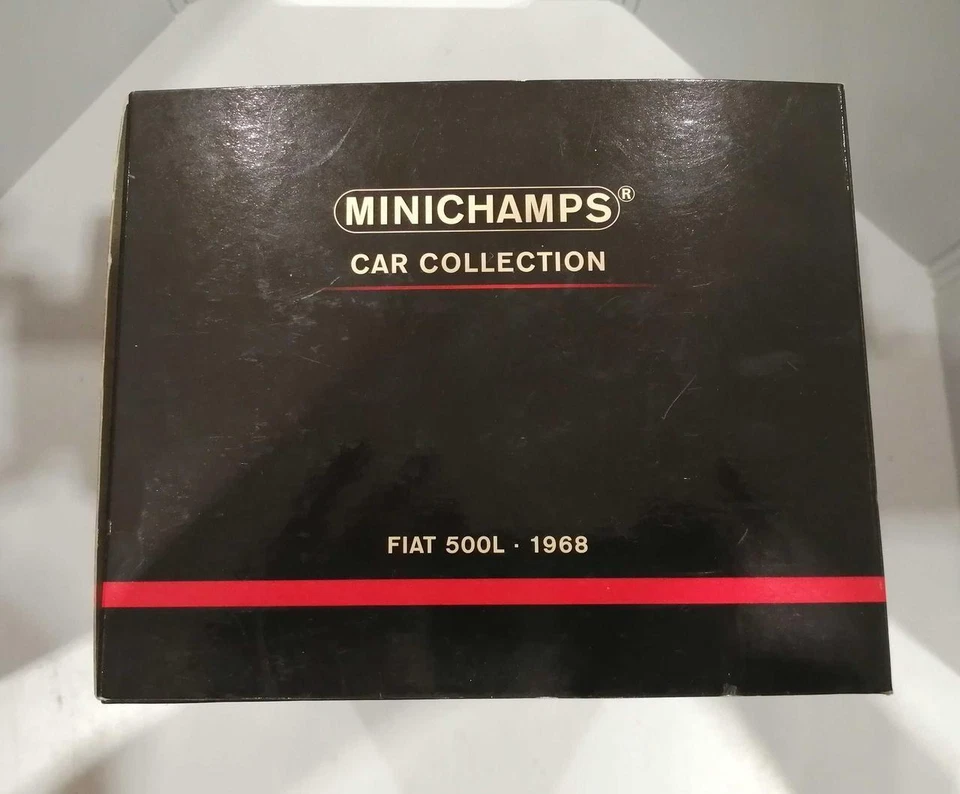 MINICHAMPS®
CAR COLLECTION
FIAT 500L · 1968